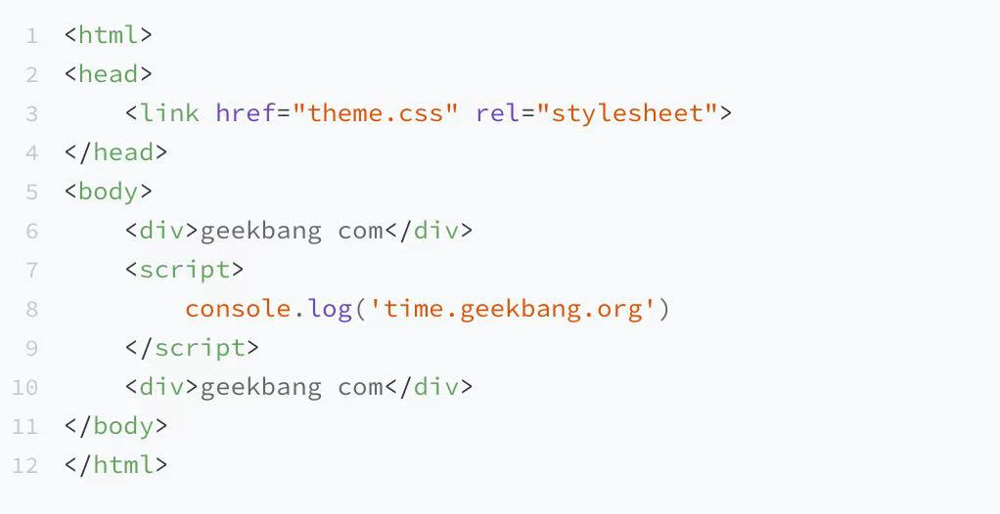 1 <html>
2 <head>
3     <link href="theme.css" rel="stylesheet">
4 </head>
5 <body>
6     <div>geekbang com</div>
7     <script>
8         console.log('time.geekbang.org')
9     </script>
10     <div>geekbang com</div>
11 </body>
12 </html>